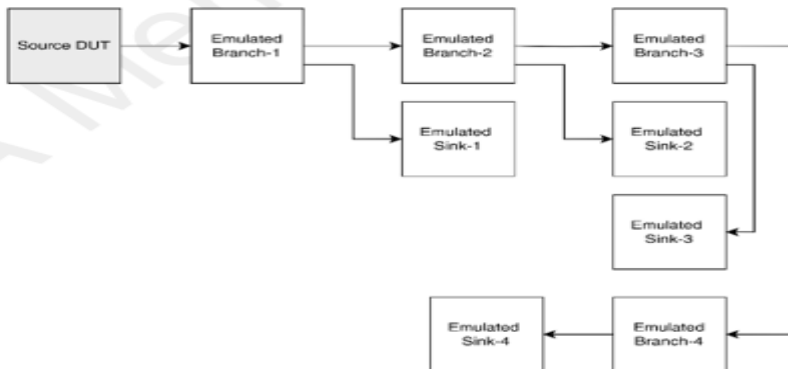 Source DUT
Emulated
Branch-1
Emulated
Branch-2
Emulated
Branch-3
Emulated
Sink-1
Emulated
Sink-2
Emulated
Sink-3
Emulated
Sink-4
Emulated
Branch-4